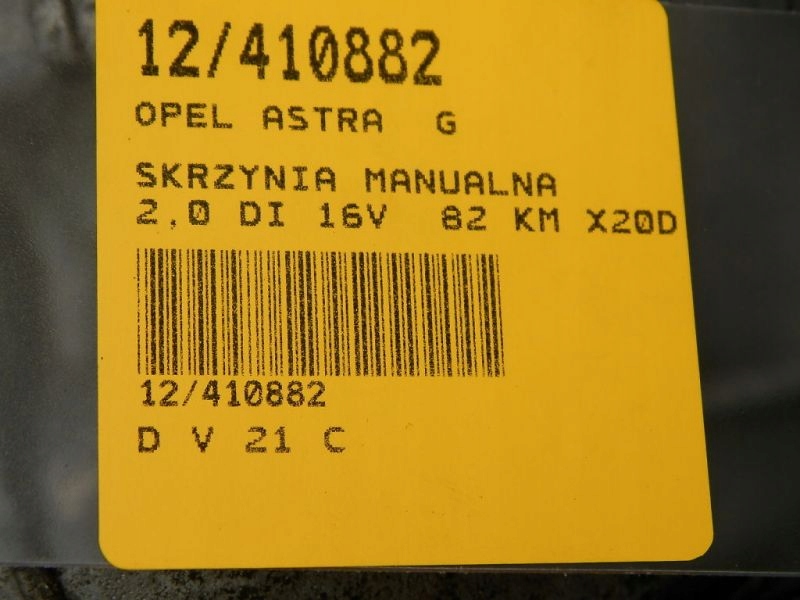 12/410882
OPEL ASTRA G
SKRZYNIA MANUALNA
2,0 DI 16V 82 KM X20D
12/410882
D V 21 C